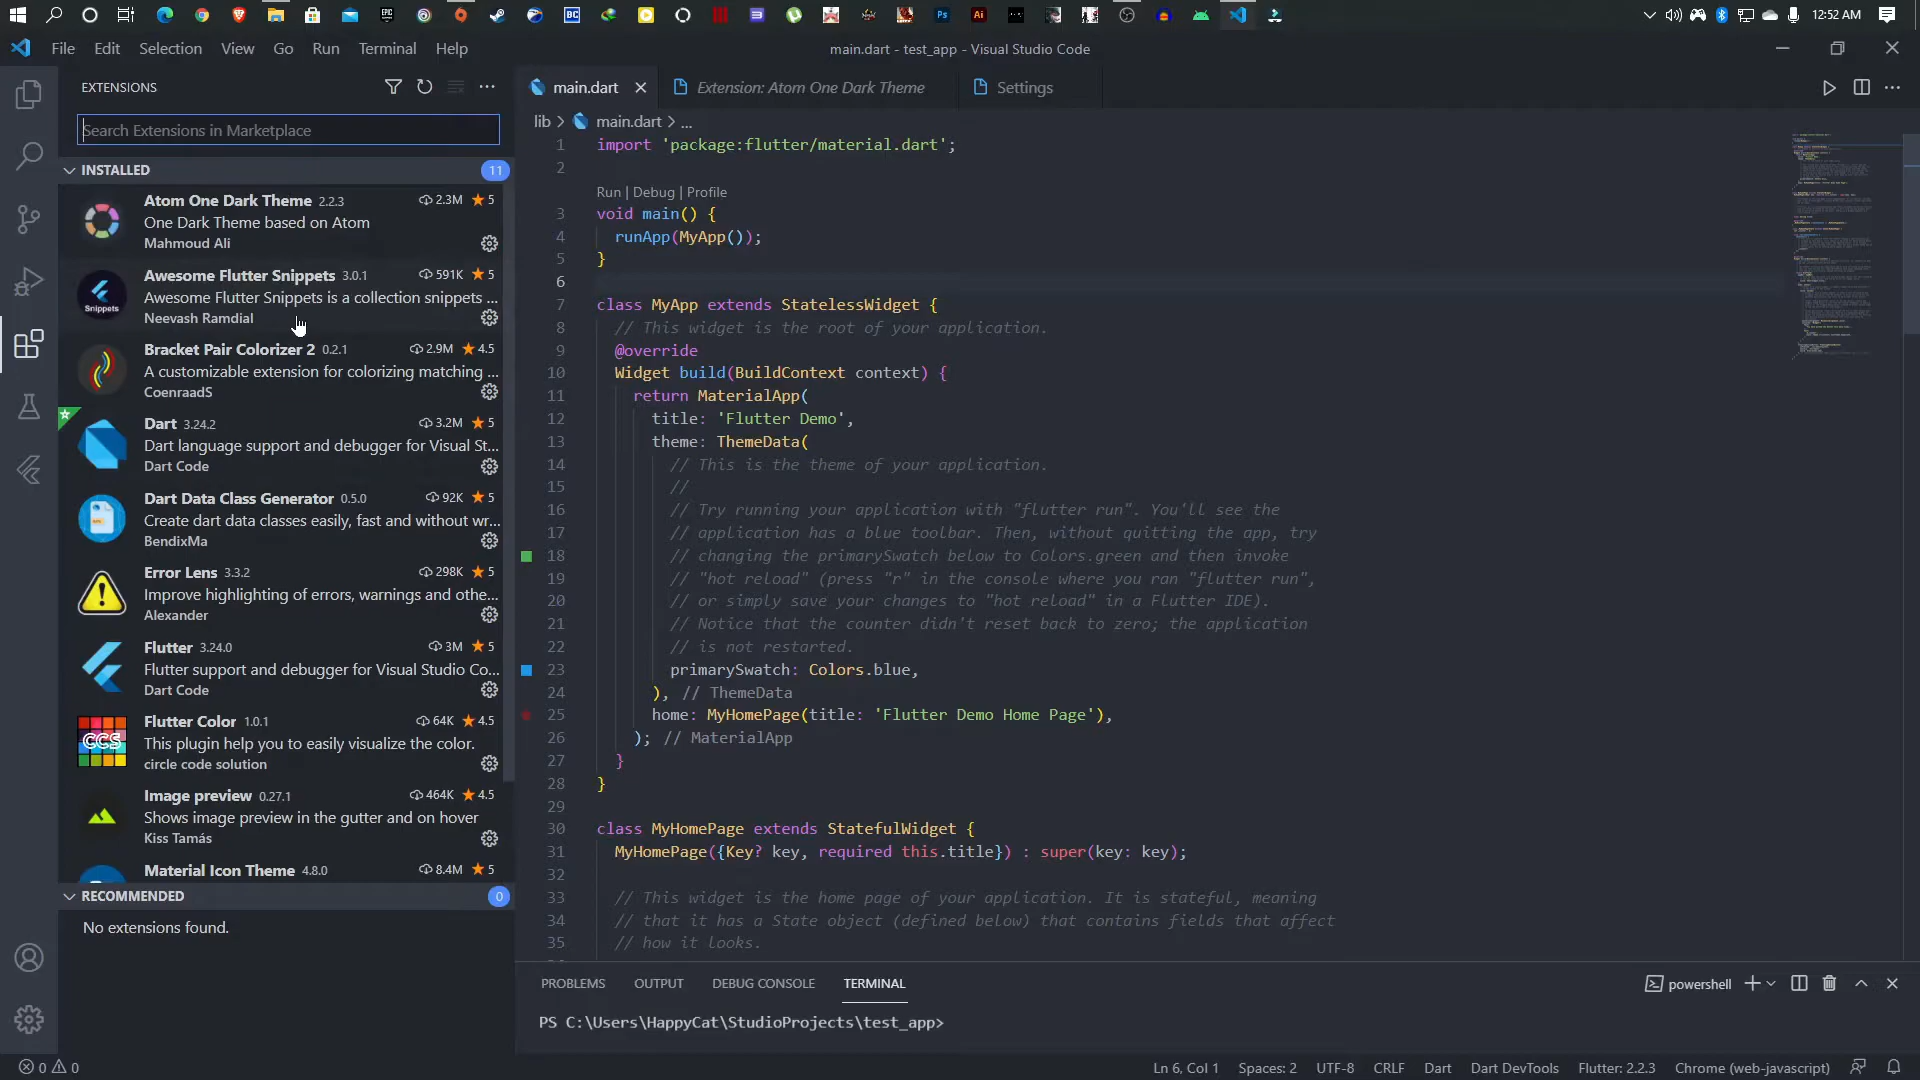 12:52 AM
File Edit Selection View Go Run Terminal Help
main.dart - test_app - Visual Studio Code
EXTENSIONS
Search Extensions in Marketplace
INSTALLED 11
Atom One Dark Theme 2.2.3 2.3M 5
One Dark Theme based on Atom
Mahmoud Ali
Snippets
Awesome Flutter Snippets 3.0.1 591K 5
Awesome Flutter Snippets is a collection snippets ...
Neevash Ramdial
Bracket Pair Colorizer 2 0.2.1 2.9M 4.5
A customizable extension for colorizing matching ...
CoenraadS
Dart 3.24.2 3.2M 5
Dart language support and debugger for Visual St...
Dart Code
Dart Data Class Generator 0.5.0 92K 5
Create dart data classes easily, fast and without wr...
BendixMa
Error Lens 3.3.2 298K 5
Improve highlighting of errors, warnings and othe...
Alexander
Flutter 3.24.0 3M 5
Flutter support and debugger for Visual Studio Co...
Dart Code
CCS
Flutter Color 1.0.1 64K 4.5
This plugin help you to easily visualize the color.
circle code solution
Image preview 0.27.1 464K 4.5
Shows image preview in the gutter and on hover
Kiss Tamás
Material Icon Theme 4.8.0 8.4M 5
RECOMMENDED 0
No extensions found.
main.dart Extension: Atom One Dark Theme Settings
lib > main.dart > ...
1 import 'package:flutter/material.dart';
2
Run | Debug | Profile
3 void main() {
4 runApp(MyApp());
5 }
6
7 class MyApp extends StatelessWidget {
8 // This widget is the root of your application.
9 @override
10 Widget build(BuildContext context) {
11 return MaterialApp(
12 title: 'Flutter Demo',
13 theme: ThemeData(
14 // This is the theme of your application.
15 //
16 // Try running your application with "flutter run". You'll see the
17 // application has a blue toolbar. Then, without quitting the app, try
18 // changing the primarySwatch below to Colors.green and then invoke
19 // "hot reload" (press "r" in the console where you ran "flutter run",
20 // or simply save your changes to "hot reload" in a Flutter IDE).
21 // Notice that the counter didn't reset back to zero; the application
22 // is not restarted.
23 primarySwatch: Colors.blue,
24 ), // ThemeData
25 home: MyHomePage(title: 'Flutter Demo Home Page'),
26 ); // MaterialApp
27 }
28 }
29
30 class MyHomePage extends StatefulWidget {
31 MyHomePage({Key? key, required this.title}) : super(key: key);
32
33 // This widget is the home page of your application. It is stateful, meaning
34 // that it has a State object (defined below) that contains fields that affect
35 // how it looks.
PROBLEMS OUTPUT DEBUG CONSOLE TERMINAL powershell
PS C:\Users\HappyCat\StudioProjects\test_app>
0 0 Ln 6, Col 1 Spaces: 2 UTF-8 CRLF Dart Dart DevTools Flutter: 2.2.3 Chrome (web-javascript)